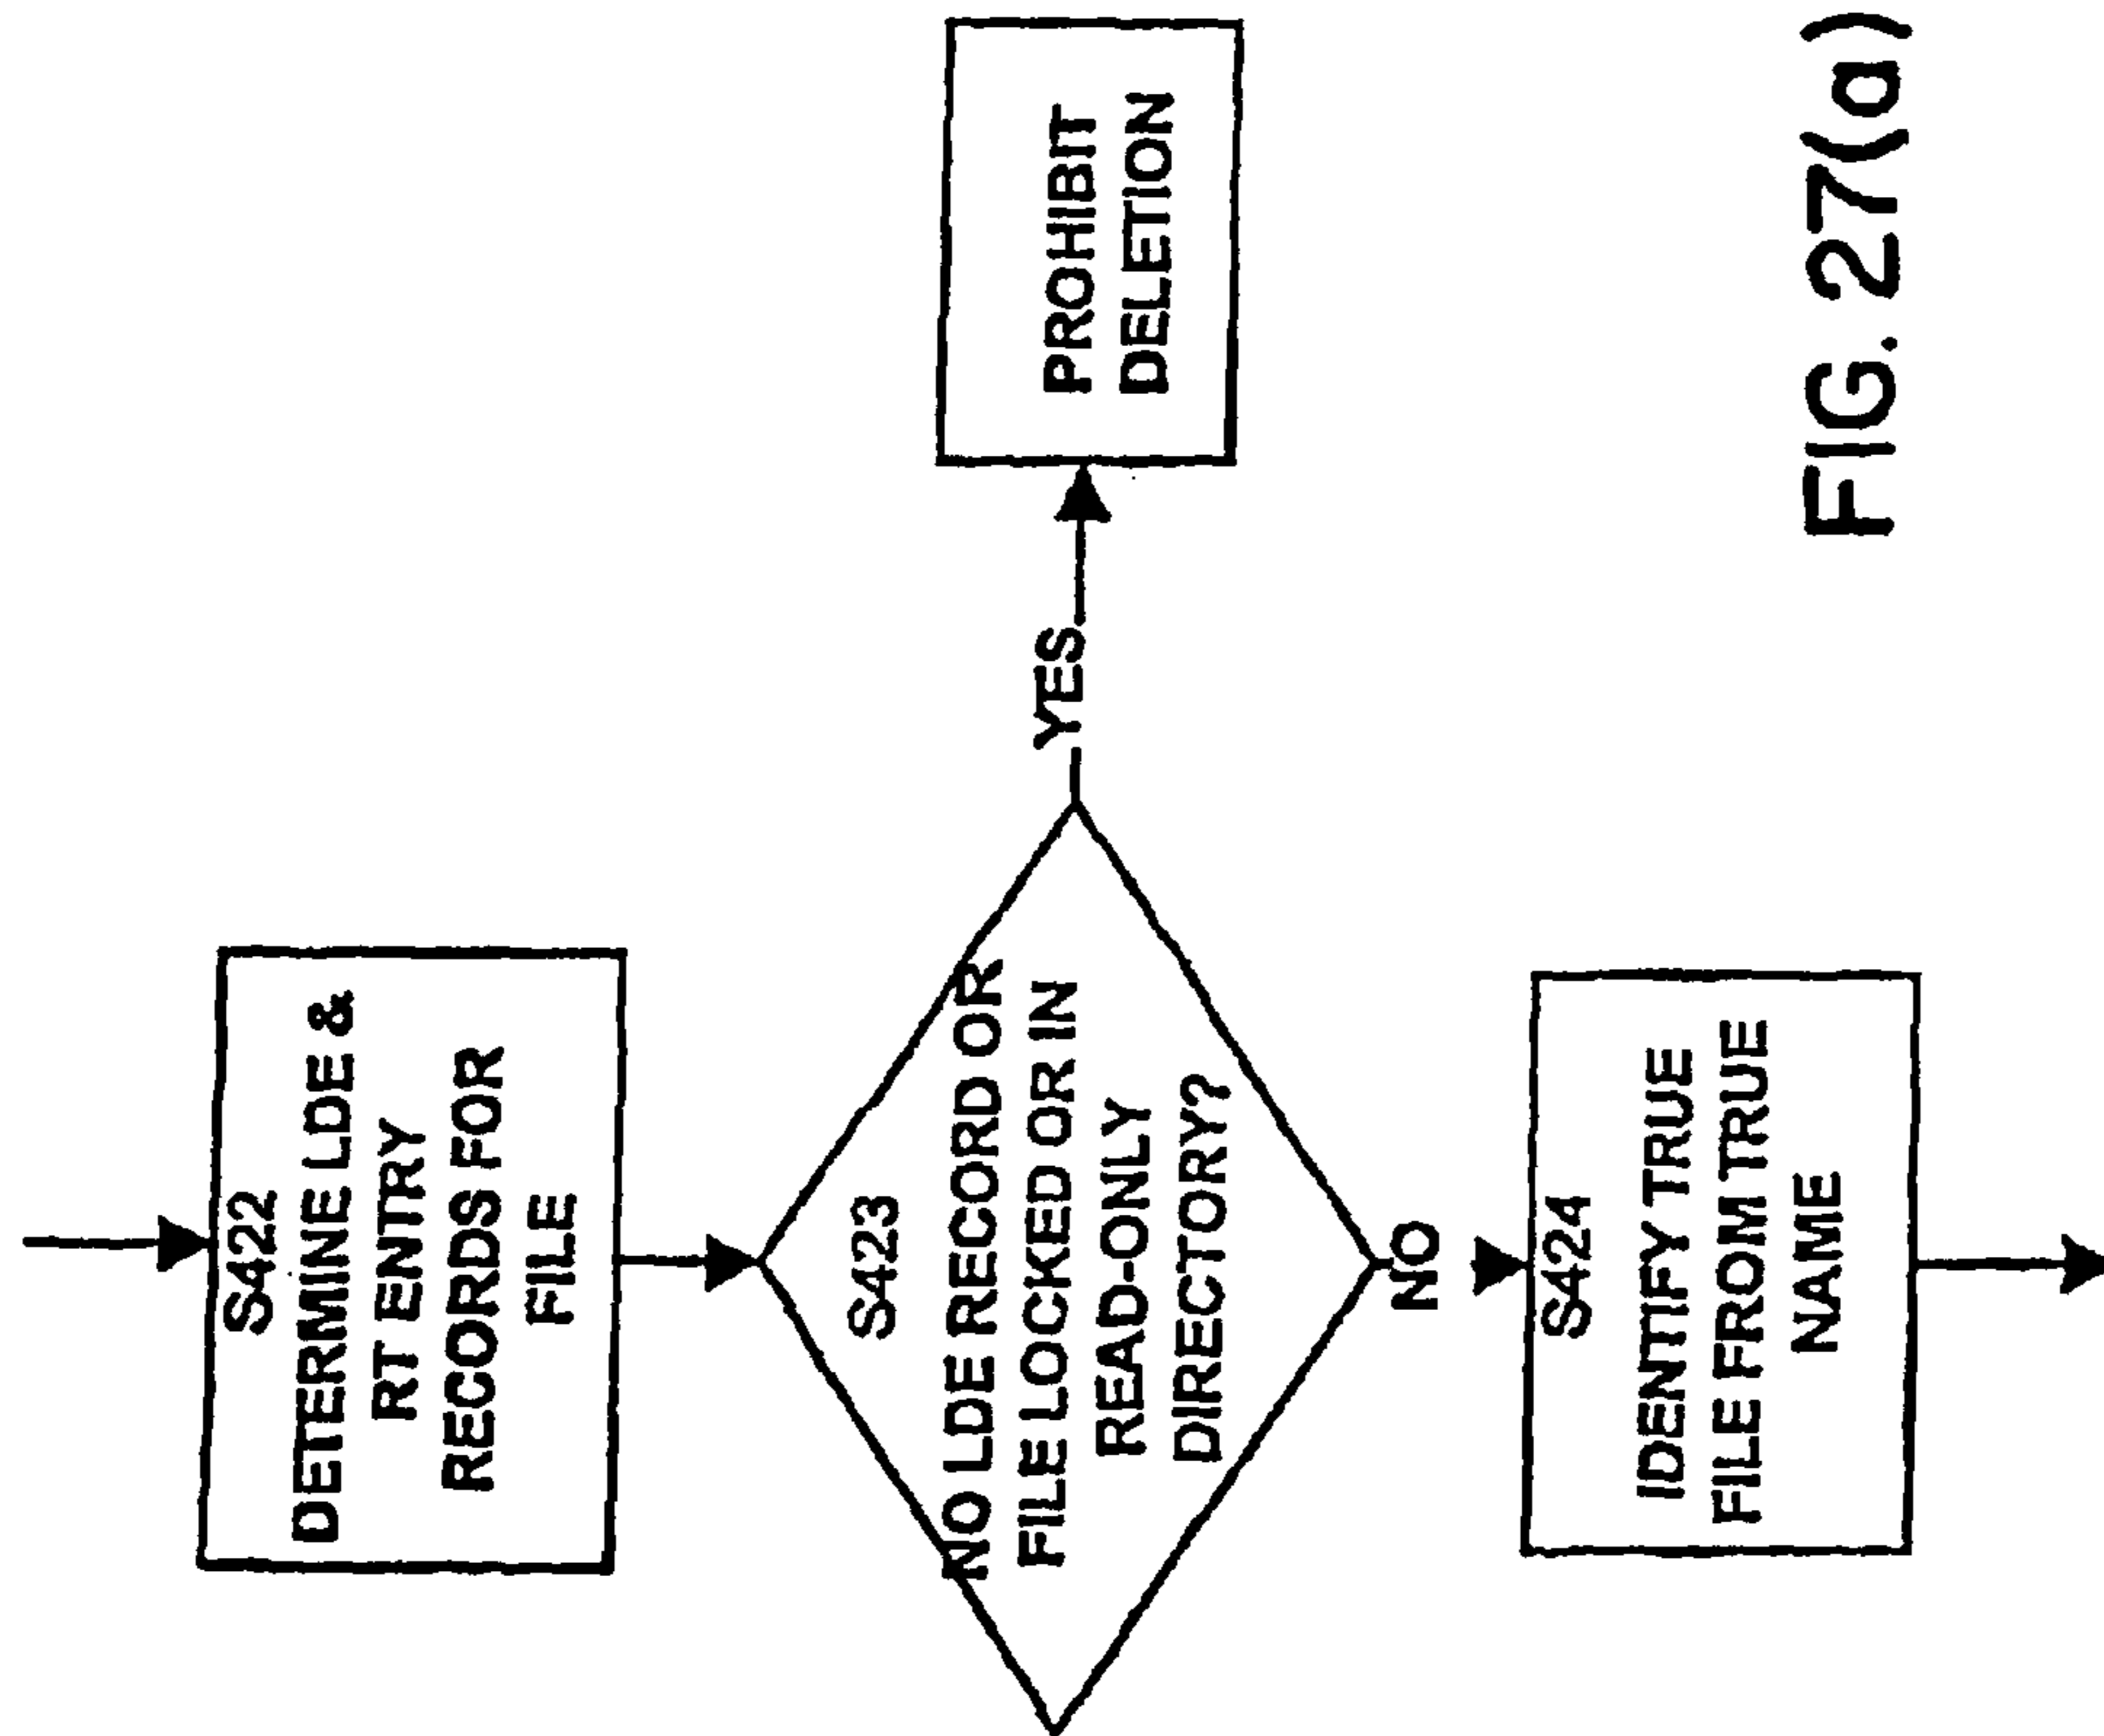 S422
DETERMINE LDE &
RT ENTRY
RECORDS FOR
FILE
S423
NO LDE RECORD OR
FILE LOCKED OR IN
READ-ONLY
DIRECTORY?
YES
PROHIBIT
DELETION
NO
S424
IDENTIFY TRUE
FILE FROM TRUE
NAME
FIG. 27(a)